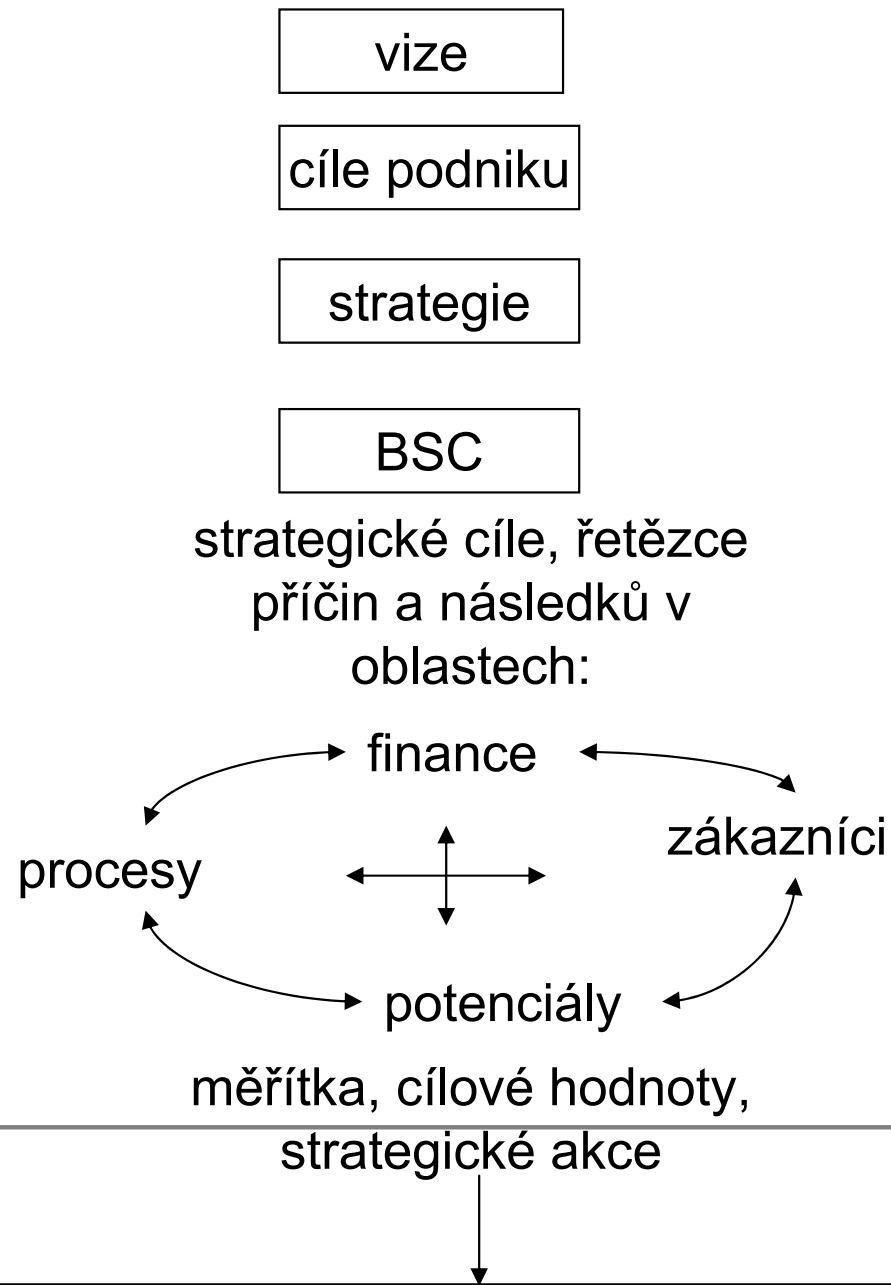 vize
cíle podniku
strategie
BSC
strategické cíle, řetězce
příčin a následků v
oblastech:
finance
zákazníci
procesy
potenciály
měřítka, cílové hodnoty,
strategické akce